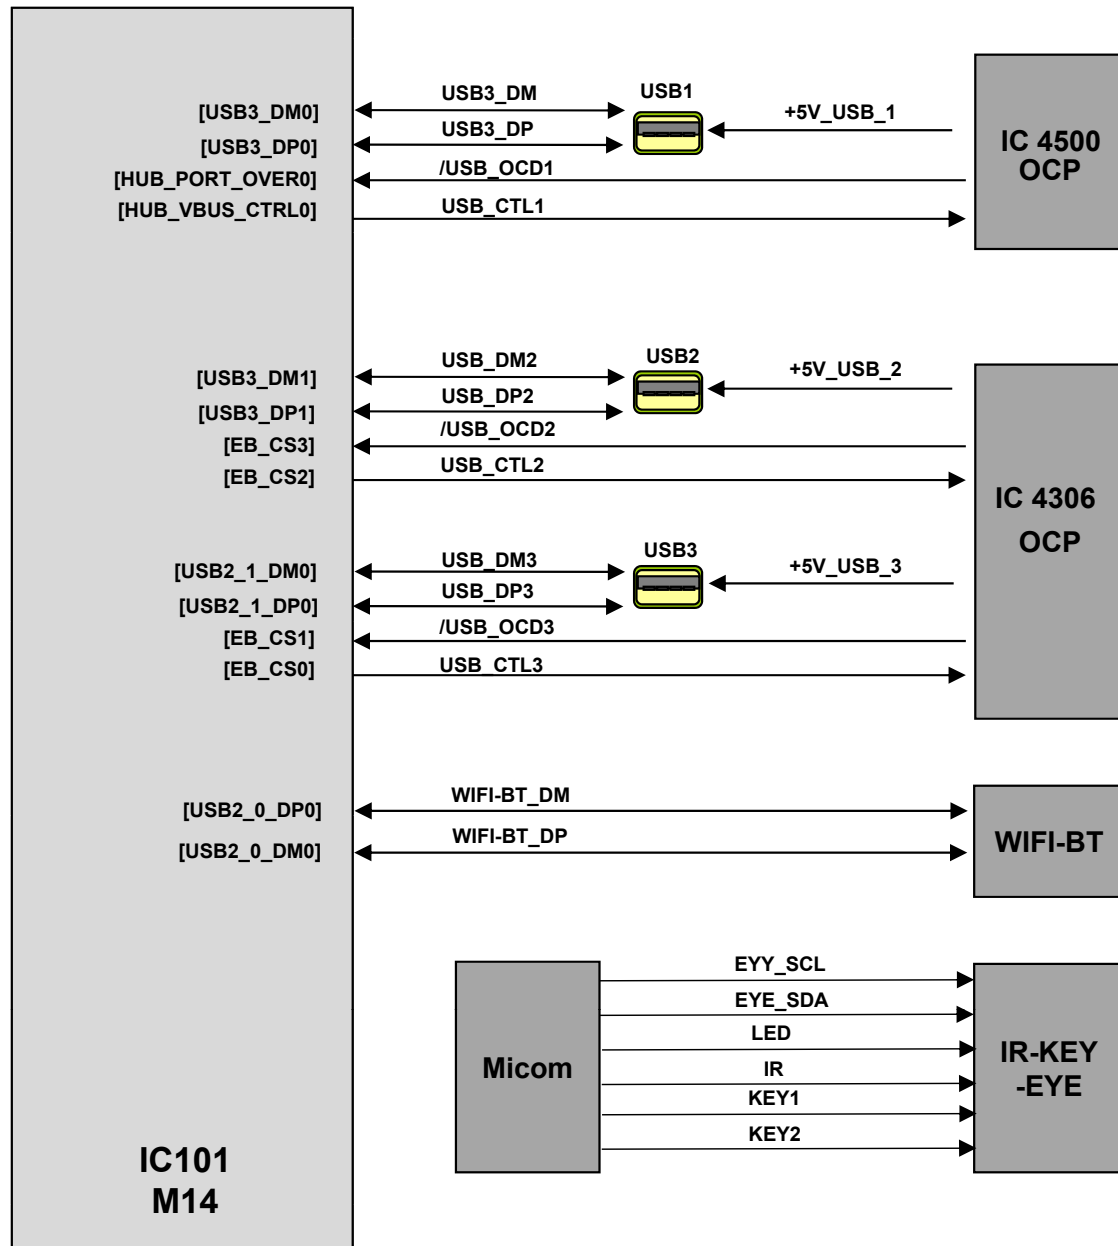 USB3_DM
USB1
[USB3_DM0]
+5V_USB_1
USB3_DP
[USB3_DP0]
IC 4500
OCP
/USB_OCD1
[HUB_PORT_OVER0]
USB_CTL1
[HUB_VBUS_CTRL0]
USB_DM2
USB2
[USB3_DM1]
+5V_USB_2
USB_DP2
[USB3_DP1]
/USB_OCD2
[EB_CS3]
USB_CTL2
[EB_CS2]
IC 4306
OCP
USB_DM3
USB3
[USB2_1_DM0]
+5V_USB_3
USB_DP3
[USB2_1_DP0]
/USB_OCD3
[EB_CS1]
USB_CTL3
[EB_CS0]
WIFI-BT_DM
[USB2_0_DP0]
WIFI-BT_DP
[USB2_0_DM0]
WIFI-BT
EYY_SCL
EYE_SDA
LED
IR
KEY1
KEY2
Micom
IR-KEY
-EYE
IC101
M14